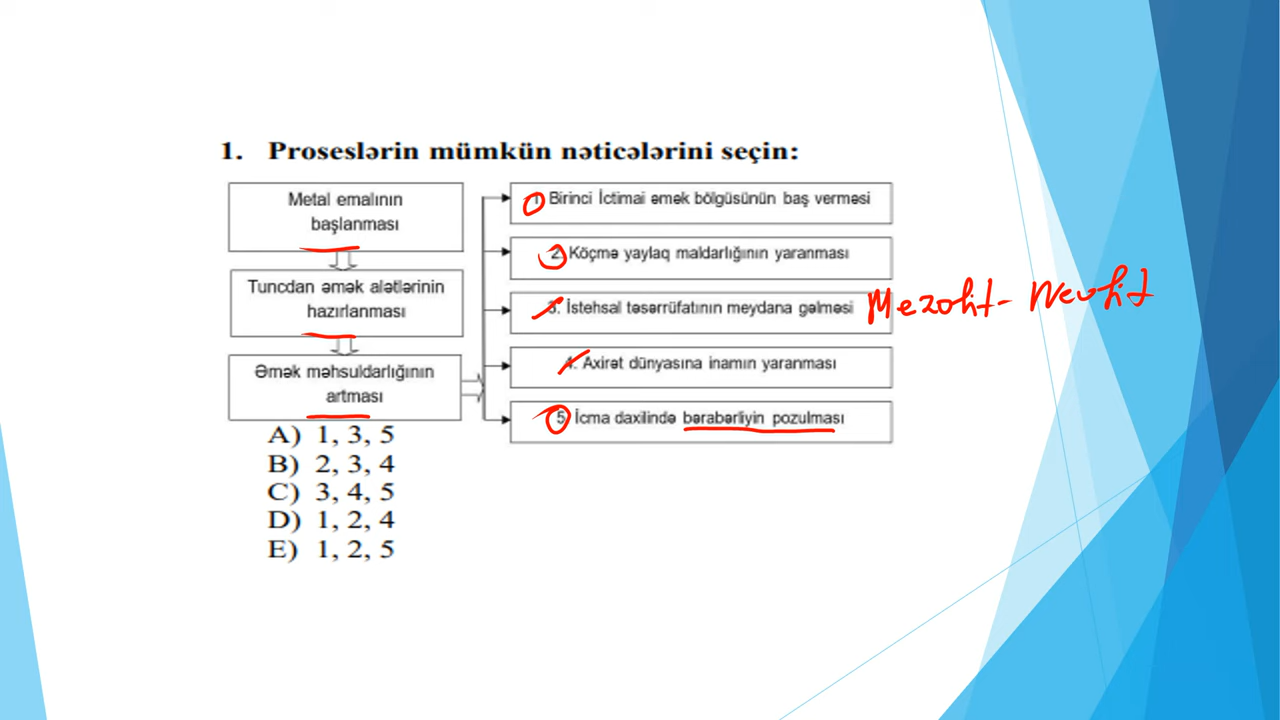 1. Proseslərin mümkün nəticələrini seçin:
Metal emalının
başlanması
Tuncdan əmək alətlərinin
hazırlanması
Əmək məhsuldarlığının
artması
1. Birinci İctimai əmək bölgüsünün baş verməsi
2. Köçmə yaylaq maldarlığının yaranması
3. İstehsal təsərrüfatının meydana gəlməsi
Mezolit - Neolit
4. Axirət dünyasına inamın yaranması
5. İcma daxilində bərabərliyin pozulması
A) 1, 3, 5
B) 2, 3, 4
C) 3, 4, 5
D) 1, 2, 4
E) 1, 2, 5